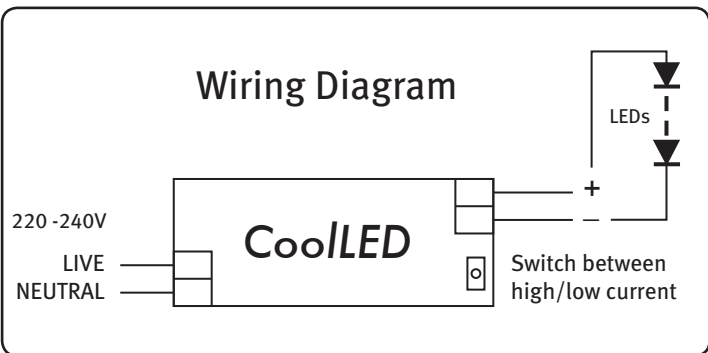 Wiring Diagram
LEDs
+
–
220 -240V
CoolLED
LIVE
NEUTRAL
Switch between
high/low current